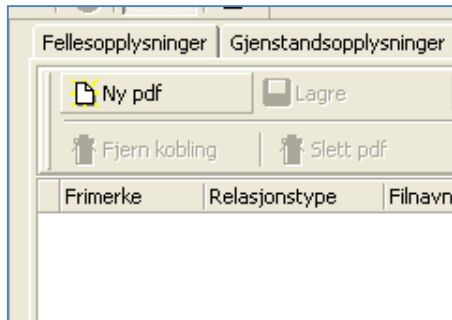 Fellesopplysninger Gjenstandsopplysninger
Ny pdf Lagre
Fjern kobling Slett pdf
Frimerke Relasjonstype Filnavn